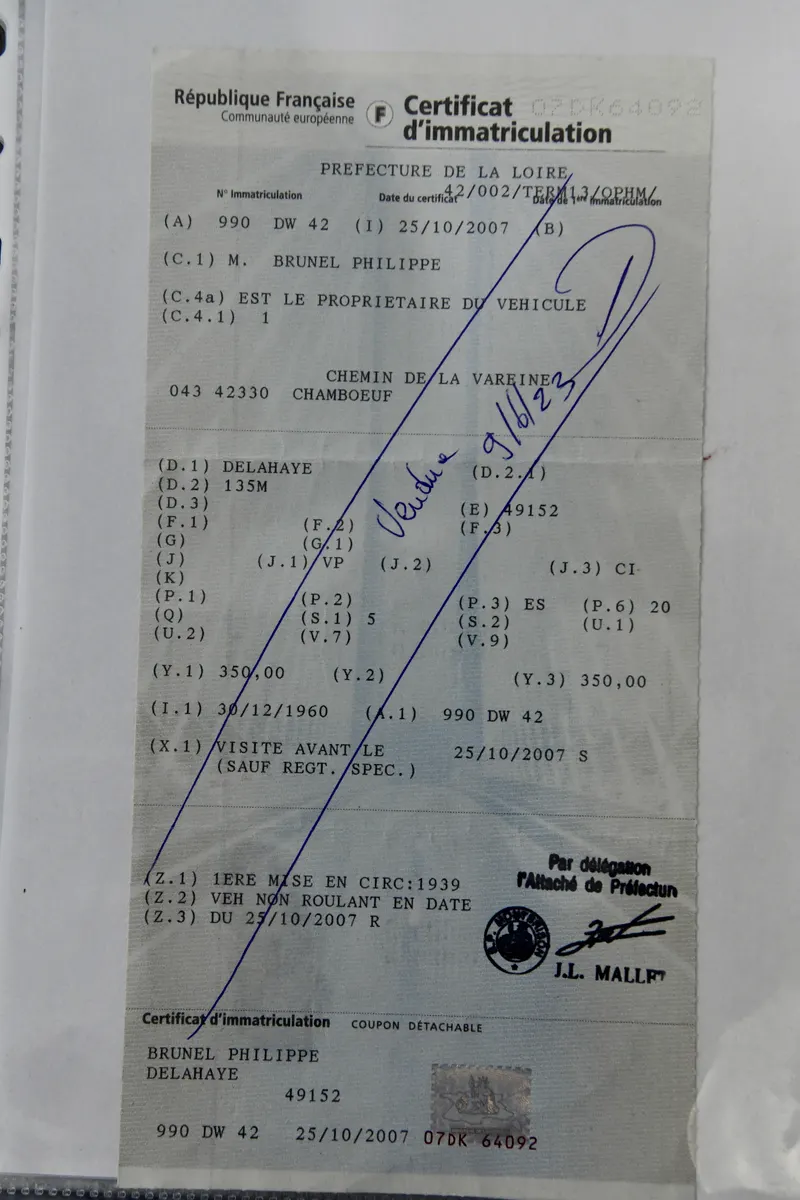 République Française
Communauté européenne
F
Certificat
d'immatriculation
07DK64092
PREFECTURE DE LA LOIRE
42/002/TERM13/OPHM/
N° Immatriculation Date du certificat Date de 1ère immatriculation
(A) 990 DW 42 (I) 25/10/2007 (B)
(C.1) M. BRUNEL PHILIPPE
(C.4a) EST LE PROPRIETAIRE DU VEHICULE
(C.4.1) 1
CHEMIN DE LA VAREINE
043 42330 CHAMBOEUF
Vendue 9/6/23
(D.1) DELAHAYE (D.2.1)
(D.2) 135M
(D.3) (E) 49152
(F.1) (F.2) (F.3)
(G) (G.1)
(J) (J.1) VP (J.2) (J.3) CI
(K)
(P.1) (P.2) (P.3) ES (P.6) 20
(Q) (S.1) 5 (S.2) (U.1)
(U.2) (V.7) (V.9)
(Y.1) 350,00 (Y.2) (Y.3) 350,00
(I.1) 30/12/1960 (A.1) 990 DW 42
(X.1) VISITE AVANT LE 25/10/2007 S
(SAUF REGT. SPEC.)
Par délégation
l'Attaché de Préfectur
(Z.1) 1ERE MISE EN CIRC:1939
(Z.2) VEH NON ROULANT EN DATE
(Z.3) DU 25/10/2007 R
S.P. MONTBRISON
J.L. MALLET
Certificat d'immatriculation COUPON DÉTACHABLE
BRUNEL PHILIPPE
DELAHAYE
49152
990 DW 42 25/10/2007 07DK 64092